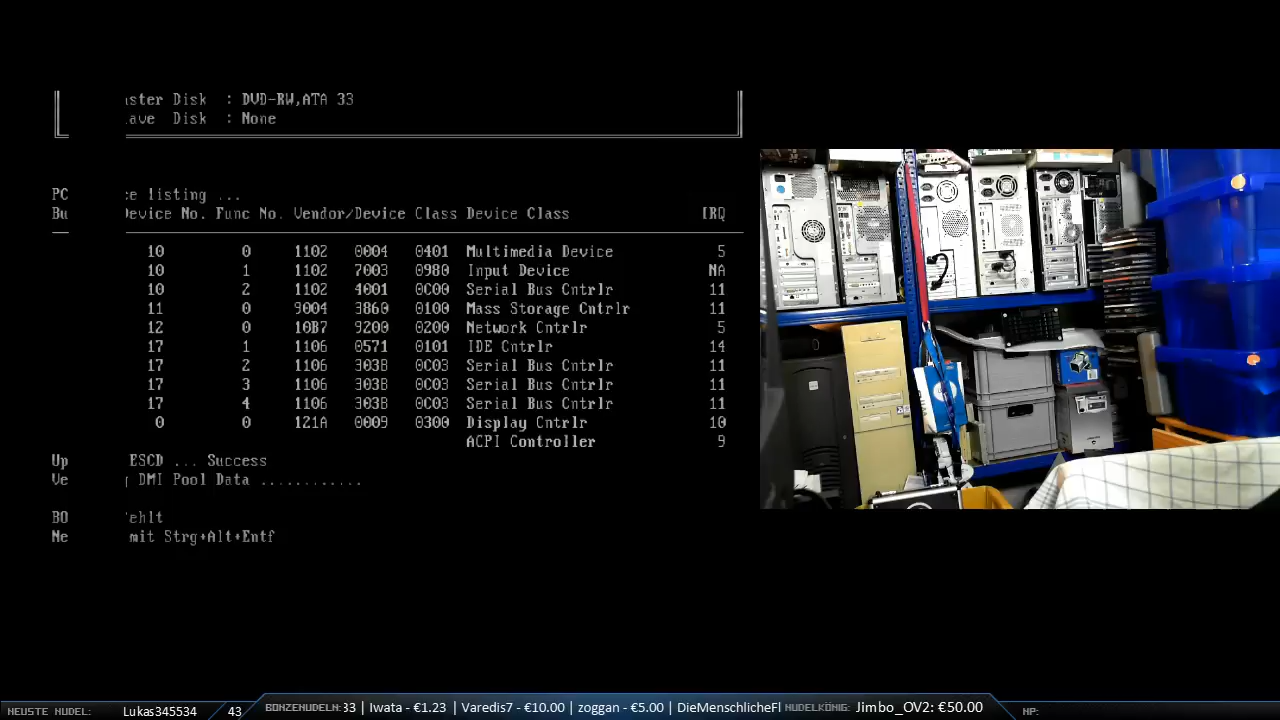 ster Disk : DVD-RW,ATA 33
ave Disk : None
PC ce listing ...
Bu Device No. Func No. Vendor/Device Class Device Class IRQ
10 0 1102 0004 0401 Multimedia Device 5
10 1 1102 7003 0980 Input Device NA
10 2 1102 4001 0C00 Serial Bus Cntrlr 11
11 0 9004 3860 0100 Mass Storage Cntrlr 11
12 0 10B7 9200 0200 Network Cntrlr 5
17 1 1106 0571 0101 IDE Cntrlr 14
17 2 1106 3038 0C03 Serial Bus Cntrlr 11
17 3 1106 3038 0C03 Serial Bus Cntrlr 11
17 4 1106 3038 0C03 Serial Bus Cntrlr 11
0 0 121A 0009 0300 Display Cntrlr 10
ACPI Controller 9
Up ESCD ... Success
Ve g DMI Pool Data ............
BO ehlt
Ne mit Strg+Alt+Entf
NEUSTE NUDEL: Lukas345534 43 BONZENUDELN: 33 | Iwata - €1.23 | Varedis7 - €10.00 | zoggan - €5.00 | DieMenschlicheFl NUDELKÖNIG: Jimbo_OV2: €50.00 HP: